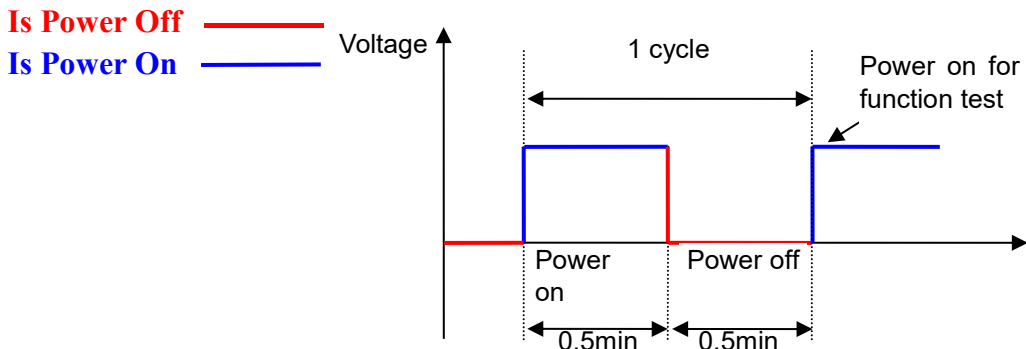 Is Power Off
Is Power On
Voltage
1 cycle
Power on for
function test
Power
on
Power off
0.5min
0.5min